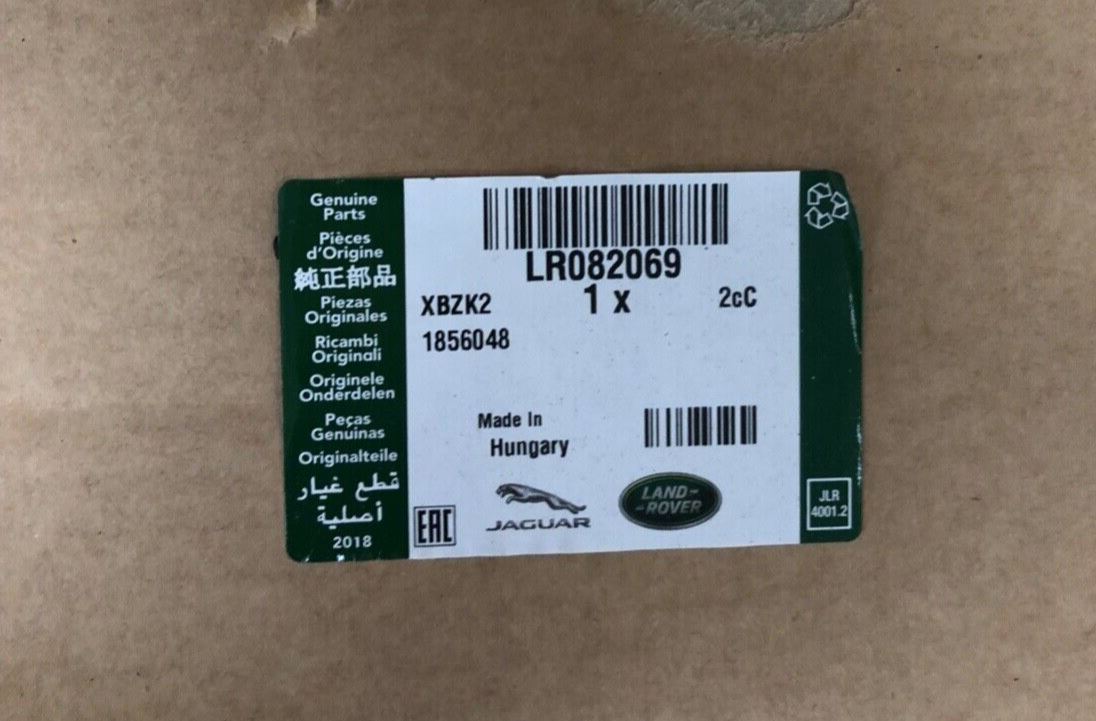 Genuine
Parts
Pièces
d'Origine
純正部品
Piezas
Originales
Ricambi
Originali
Originele
Onderdelen
Peças
Genuinas
Originalteile
قطع غيار
أصلية
2018
LR082069
XBZK2 1 x 2cC
1856048
Made In
Hungary
EAC
JAGUAR
LAND-
-ROVER
JLR
4001.2